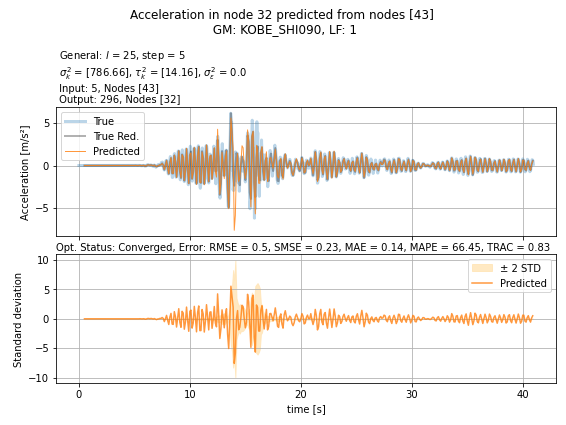 Acceleration in node 32 predicted from nodes [43]
GM: KOBE_SHI090, LF: 1
General: l = 25, step = 5
σ²ₖ = [786.66], τ²ₖ = [14.16], σ²ε = 0.0
Input: 5, Nodes [43]
Output: 296, Nodes [32]
True
True Red.
Predicted
Acceleration [m/s²]
5
0
−5
Opt. Status: Converged, Error: RMSE = 0.5, SMSE = 0.23, MAE = 0.14, MAPE = 66.45, TRAC = 0.83
± 2 STD
Predicted
Standard deviation
10
5
0
−5
−10
0 10 20 30 40
time [s]